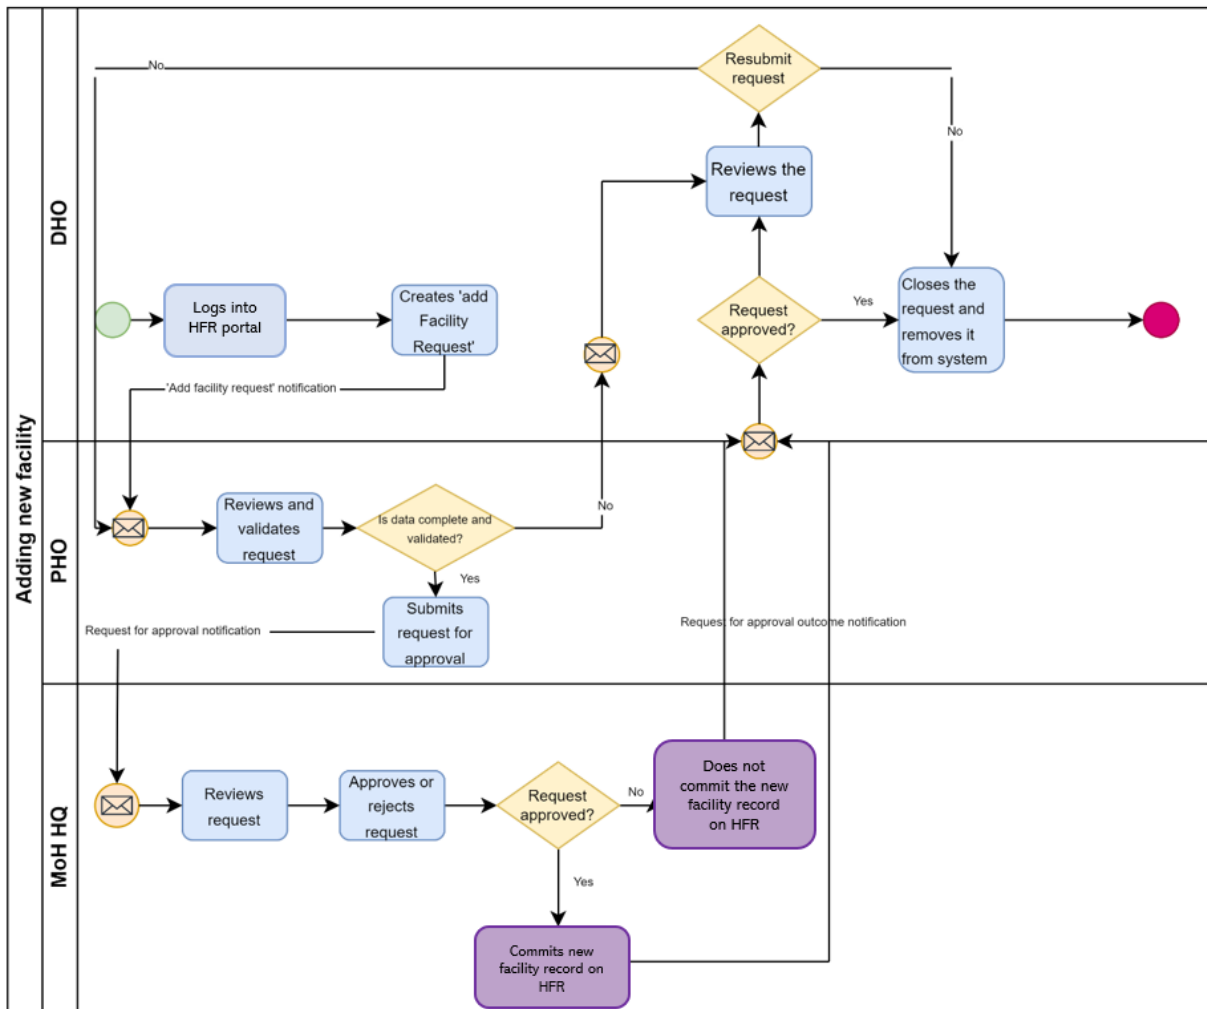 Adding new facility
DHO
No
Resubmit
request
No
Reviews the
request
Logs into
HFR portal
Creates 'add
Facility
Request'
Request
approved?
Yes
Closes the
request and
removes it
from system
'Add facility request' notification
PHO
Reviews and
validates
request
Is data complete and
validated?
No
Yes
Submits
request for
approval
Request for approval notification
Request for approval outcome notification
MoH HQ
Reviews
request
Approves or
rejects
request
Request
approved?
No
Does not
commit the new
facility record
on HFR
Yes
Commits new
facility record on
HFR